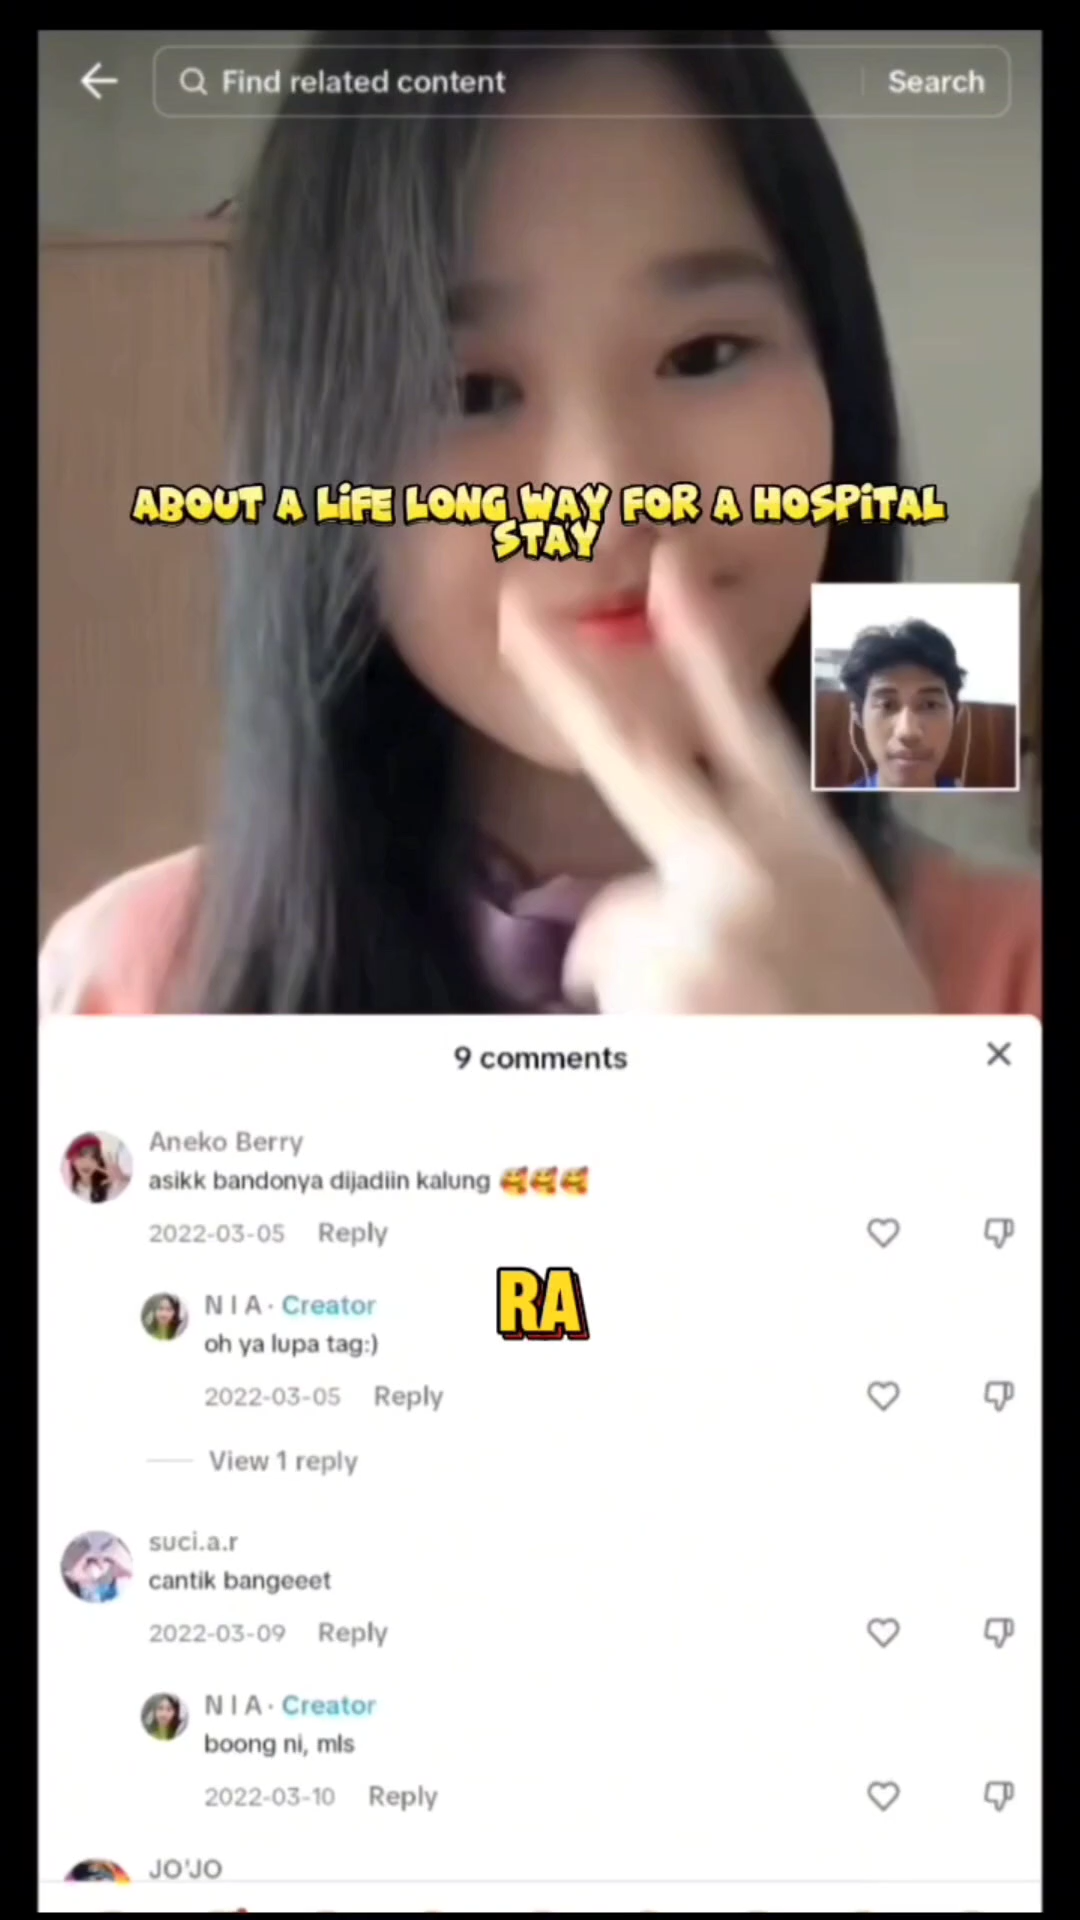 Find related content
Search
ABOUT A LIFE LONG WAY FOR A HOSPITAL
STAY
9 comments
Aneko Berry
asikk bandonya dijadiin kalung 🥰🥰🥰
2022-03-05 Reply
N I A · Creator
RA
oh ya lupa tag:)
2022-03-05 Reply
View 1 reply
suci.a.r
cantik bangeeet
2022-03-09 Reply
N I A · Creator
boong ni, mls
2022-03-10 Reply
JO'JO